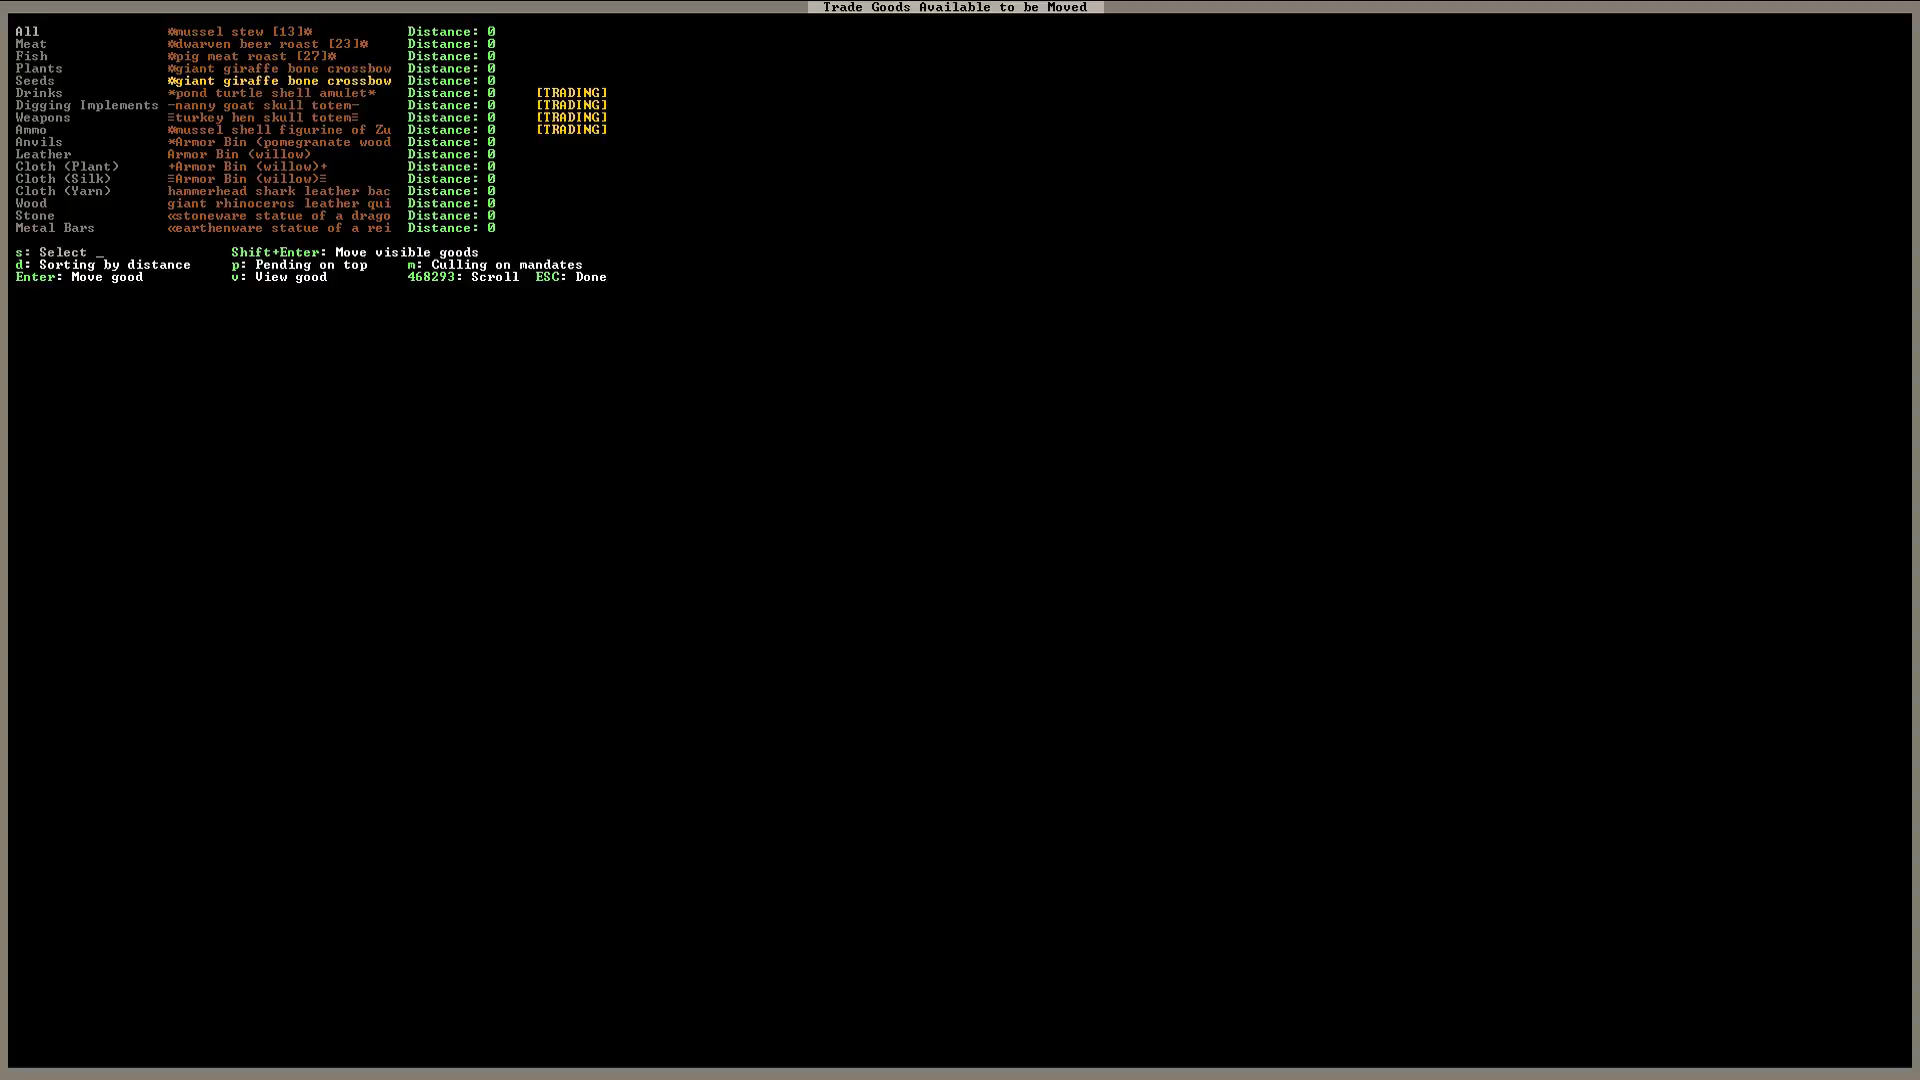 Trade Goods Available to be Moved
All ☼mussel stew [13]☼ Distance: 0
Meat ☼dwarven beer roast [23]☼ Distance: 0
Fish ☼pig meat roast [27]☼ Distance: 0
Plants ☼giant giraffe bone crossbow Distance: 0
Seeds ☼giant giraffe bone crossbow Distance: 0
Drinks *pond turtle shell amulet* Distance: 0 [TRADING]
Digging Implements -nanny goat skull totem- Distance: 0 [TRADING]
Weapons ≡turkey hen skull totem≡ Distance: 0 [TRADING]
Ammo ☼mussel shell figurine of Zu Distance: 0 [TRADING]
Anvils *Armor Bin (pomegranate wood Distance: 0
Leather Armor Bin (willow) Distance: 0
Cloth (Plant) +Armor Bin (willow)+ Distance: 0
Cloth (Silk) ≡Armor Bin (willow)≡ Distance: 0
Cloth (Yarn) hammerhead shark leather bac Distance: 0
Wood giant rhinoceros leather qui Distance: 0
Stone «stoneware statue of a drago Distance: 0
Metal Bars «earthenware statue of a rei Distance: 0
s: Select _ Shift+Enter: Move visible goods
d: Sorting by distance p: Pending on top m: Culling on mandates
Enter: Move good v: View good 468293: Scroll ESC: Done